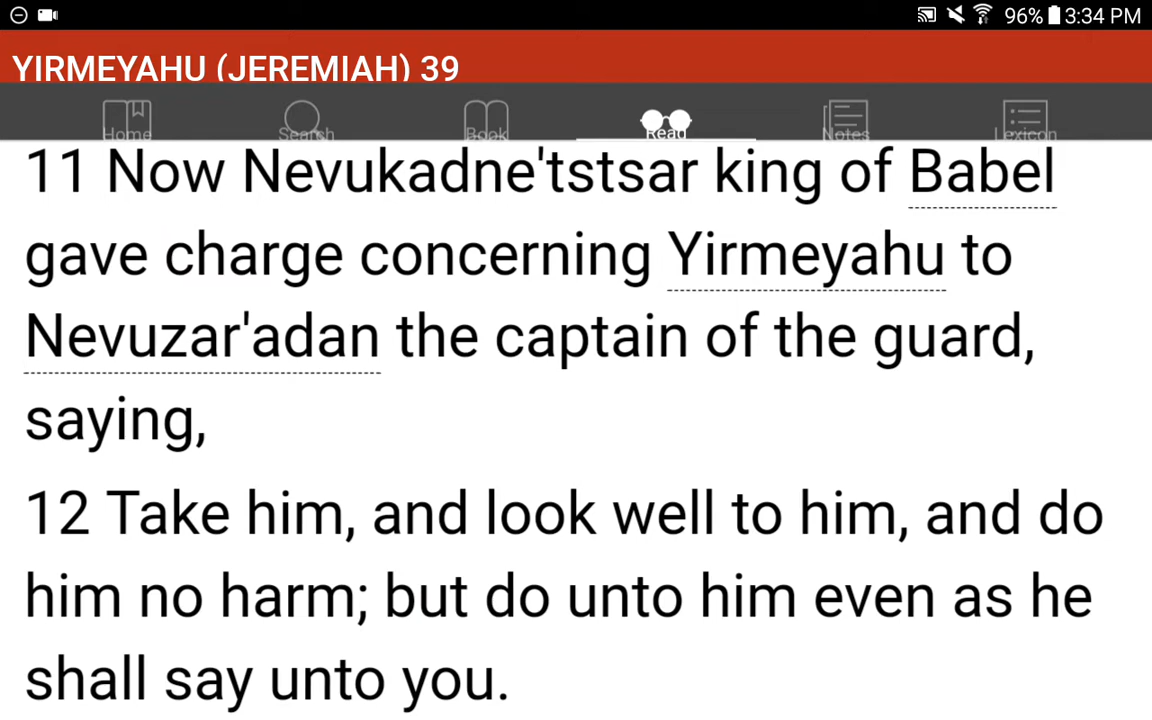 96% 3:34 PM
YIRMEYAHU (JEREMIAH) 39
Home Search Book Read Notes Lexicon
11 Now Nevukadne'tstsar king of Babel
gave charge concerning Yirmeyahu to
Nevuzar'adan the captain of the guard,
saying,
12 Take him, and look well to him, and do
him no harm; but do unto him even as he
shall say unto you.